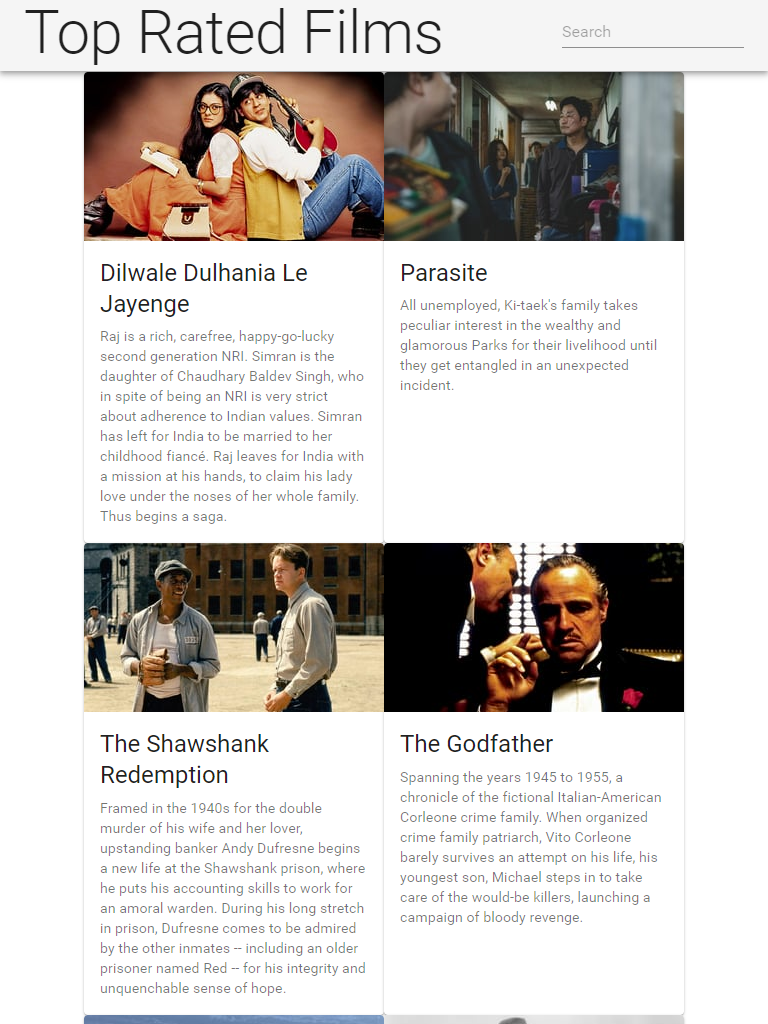 Top Rated Films
Search
Dilwale Dulhania Le
Jayenge
Raj is a rich, carefree, happy-go-lucky
second generation NRI. Simran is the
daughter of Chaudhary Baldev Singh, who
in spite of being an NRI is very strict
about adherence to Indian values. Simran
has left for India to be married to her
childhood fiancé. Raj leaves for India with
a mission at his hands, to claim his lady
love under the noses of her whole family.
Thus begins a saga.
Parasite
All unemployed, Ki-taek's family takes
peculiar interest in the wealthy and
glamorous Parks for their livelihood until
they get entangled in an unexpected
incident.
The Shawshank
Redemption
Framed in the 1940s for the double
murder of his wife and her lover,
upstanding banker Andy Dufresne begins
a new life at the Shawshank prison, where
he puts his accounting skills to work for
an amoral warden. During his long stretch
in prison, Dufresne comes to be admired
by the other inmates -- including an older
prisoner named Red -- for his integrity and
unquenchable sense of hope.
The Godfather
Spanning the years 1945 to 1955, a
chronicle of the fictional Italian-American
Corleone crime family. When organized
crime family patriarch, Vito Corleone
barely survives an attempt on his life, his
youngest son, Michael steps in to take
care of the would-be killers, launching a
campaign of bloody revenge.